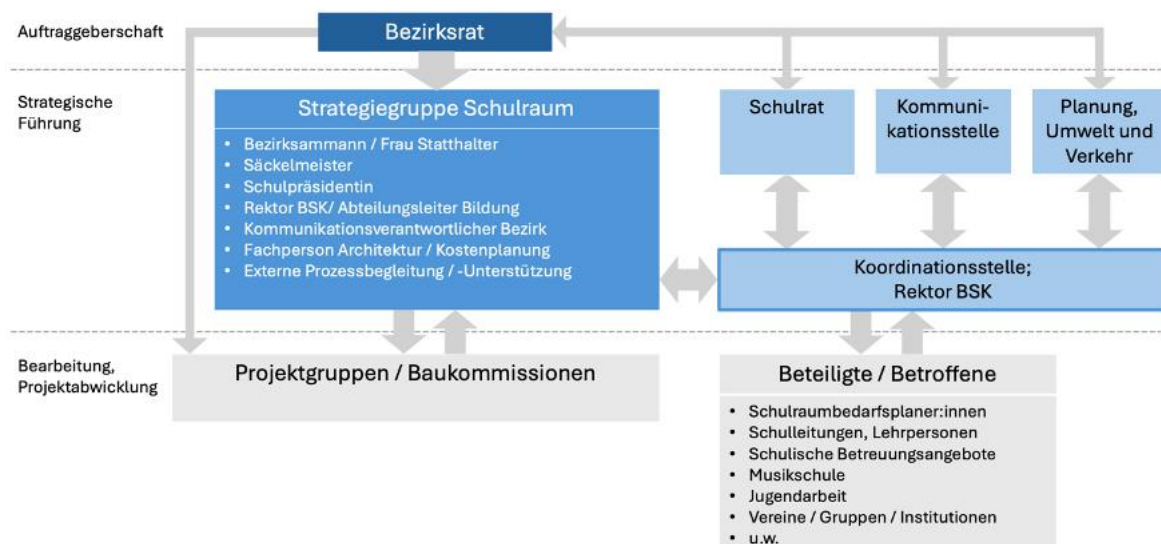 Auftraggeberschaft
Bezirksrat
Strategische
Führung
Strategiegruppe Schulraum
• Bezirksammann / Frau Statthalter
• Säckelmeister
• Schulpräsidentin
• Rektor BSK/ Abteilungsleiter Bildung
• Kommunikationsverantwortlicher Bezirk
• Fachperson Architektur / Kostenplanung
• Externe Prozessbegleitung / -Unterstützung
Schulrat
Kommuni-
kationsstelle
Planung,
Umwelt und
Verkehr
Koordinationsstelle;
Rektor BSK
Bearbeitung,
Projektabwicklung
Projektgruppen / Baukommissionen
Beteiligte / Betroffene
• Schulraumbedarfsplaner:innen
• Schulleitungen, Lehrpersonen
• Schulische Betreuungsangebote
• Musikschule
• Jugendarbeit
• Vereine / Gruppen / Institutionen
• u.w.